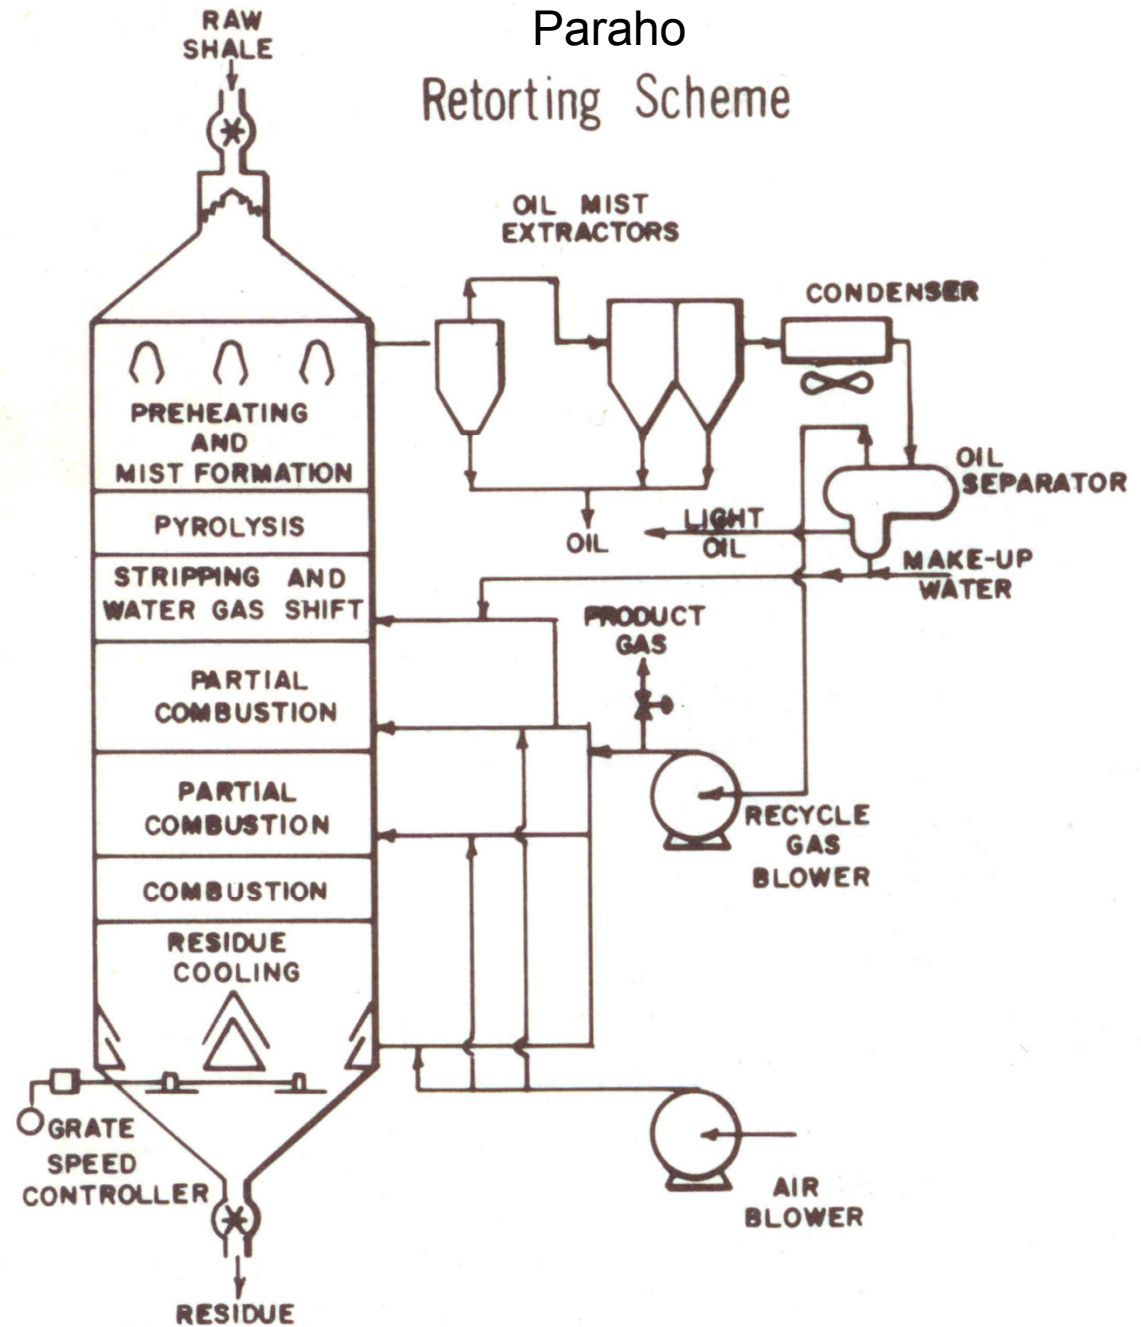 Paraho
Retorting Scheme
RAW
SHALE
OIL MIST
EXTRACTORS
CONDENSER
PREHEATING
AND
MIST FORMATION
OIL
SEPARATOR
PYROLYSIS
LIGHT
OIL
OIL
STRIPPING AND
WATER GAS SHIFT
MAKE-UP
WATER
PRODUCT
GAS
PARTIAL
COMBUSTION
PARTIAL
COMBUSTION
RECYCLE
GAS
BLOWER
COMBUSTION
RESIDUE
COOLING
GRATE
SPEED
CONTROLLER
AIR
BLOWER
RESIDUE